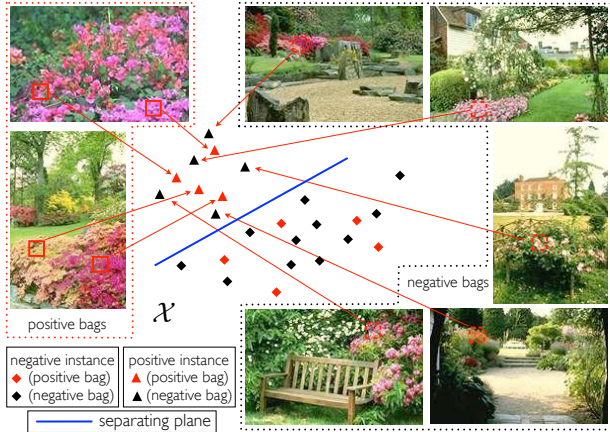 negative bags
𝒳
positive bags
negative instance
(positive bag)
(negative bag)
positive instance
(positive bag)
(negative bag)
separating plane